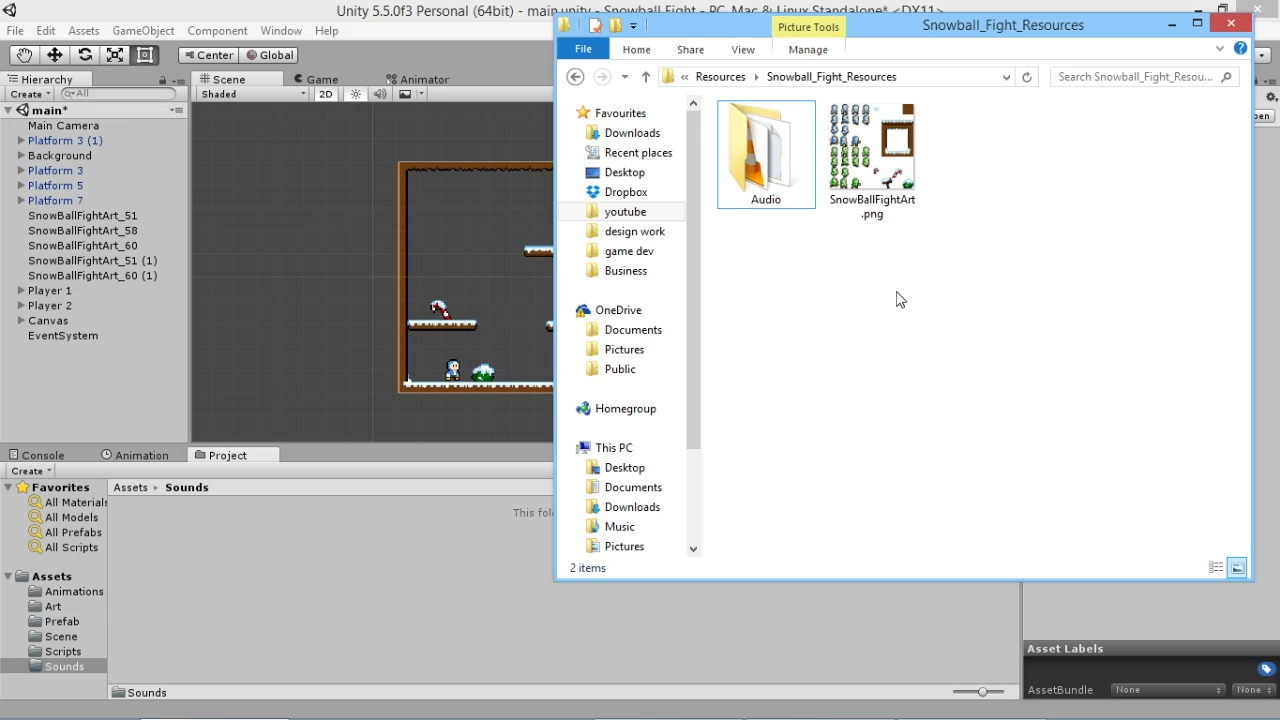 Unity 5.5.0f3 Personal (64bit) - main.unity - Snowball Fight - PC, Mac & Linux Standalone* <DX11>
File Edit Assets GameObject Component Window Help
Center Global
Hierarchy
Create All
main*
Main Camera
Platform 3 (1)
Background
Platform 3
Platform 5
Platform 7
SnowBallFightArt_51
SnowBallFightArt_58
SnowBallFightArt_60
SnowBallFightArt_51 (1)
SnowBallFightArt_60 (1)
Player 1
Player 2
Canvas
EventSystem
Scene Game Animator
Shaded 2D
Console Animation Project
Create
Favorites
All Materials
All Models
All Prefabs
All Scripts
Assets
Animations
Art
Prefab
Scene
Scripts
Sounds
Assets Sounds
This fol
Sounds
Picture Tools Snowball_Fight_Resources
File Home Share View Manage
« Resources Snowball_Fight_Resources Search Snowball_Fight_Resou...
Favourites
Downloads
Recent places
Desktop
Dropbox
youtube
design work
game dev
Business
OneDrive
Documents
Pictures
Public
Homegroup
This PC
Desktop
Documents
Downloads
Music
Pictures
Audio
SnowBallFightArt
.png
2 items
Asset Labels
AssetBundle None None